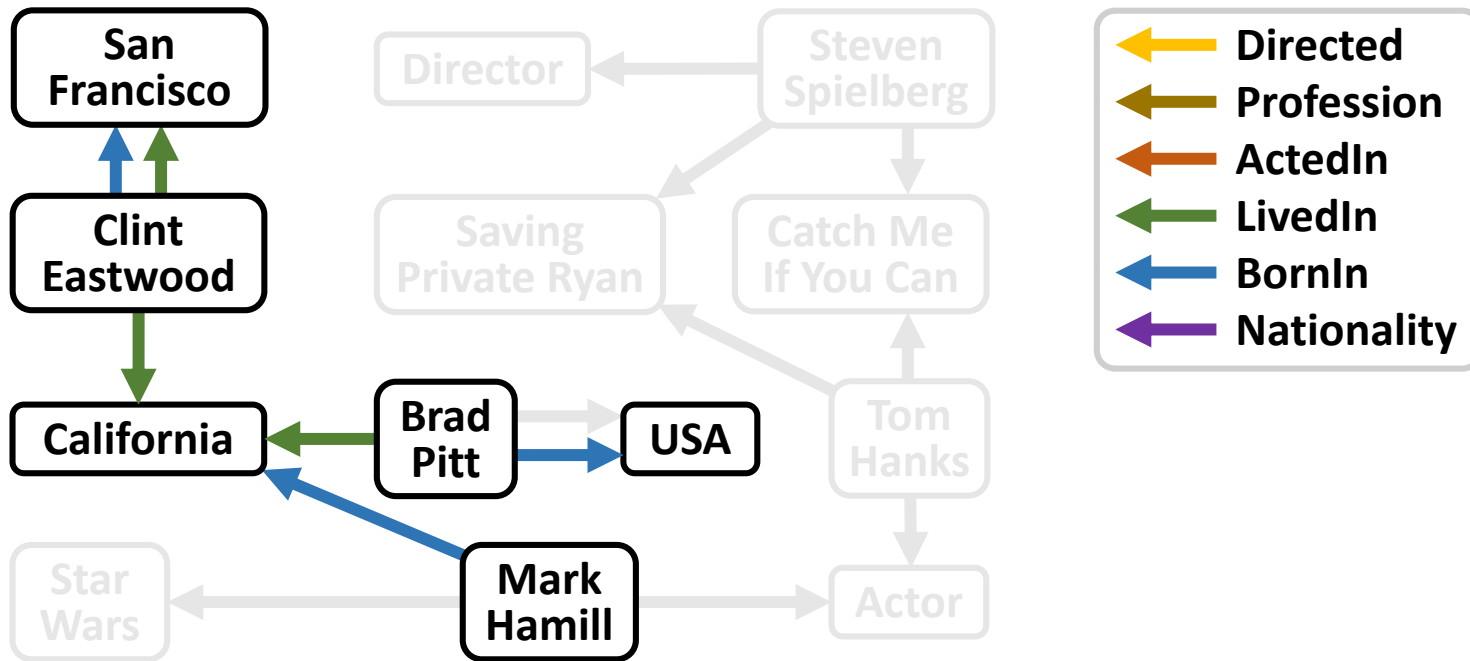 San
Francisco
Director
Steven
Spielberg
Clint
Eastwood
Saving
Private Ryan
Catch Me
If You Can
California
Brad
Pitt
USA
Tom
Hanks
Star
Wars
Mark
Hamill
Actor
Directed
Profession
ActedIn
LivedIn
BornIn
Nationality